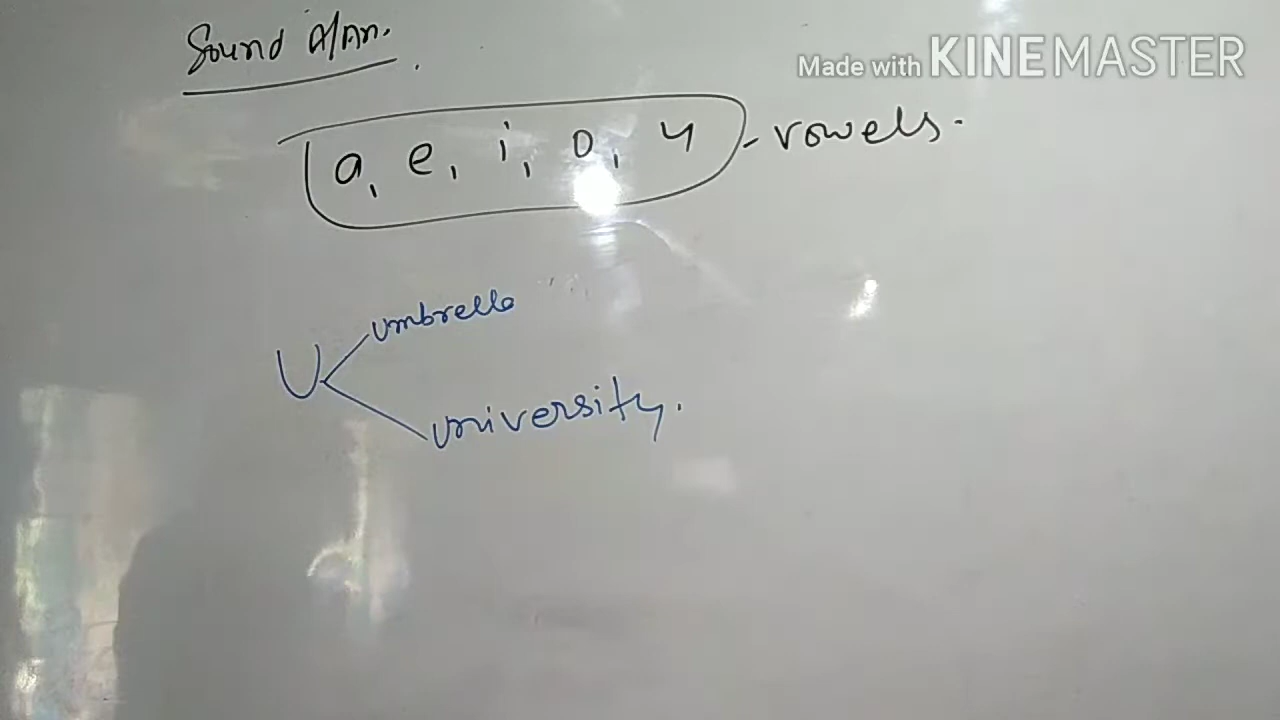 Sound A/An.
Made with KINEMASTER
a, e, i, o, u - vowels.
umbrella
U
university.